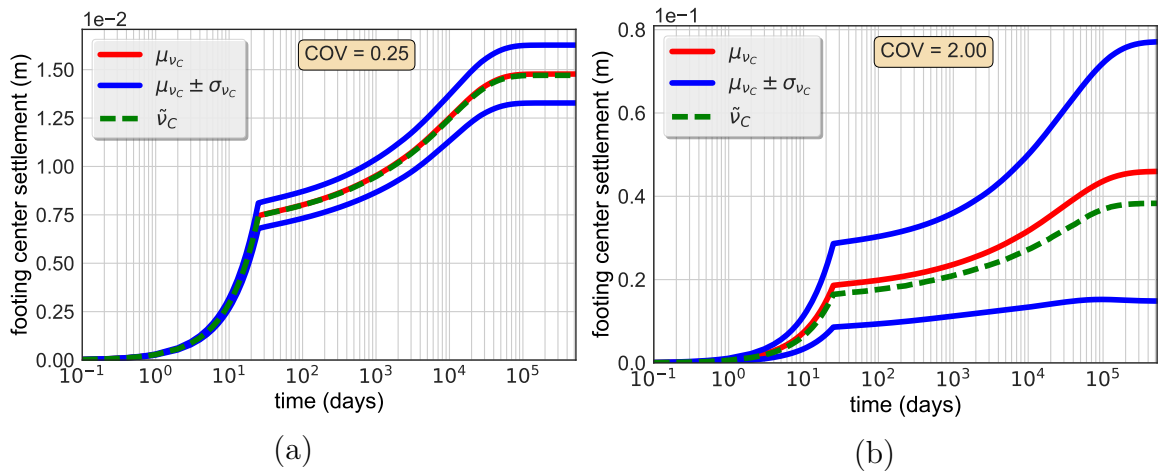 1e−2
COV = 0.25
μ_{ν_C}
μ_{ν_C} ± σ_{ν_C}
ν̃_C
1.50
1.25
1.00
0.75
0.50
0.25
0.00
footing center settlement (m)
10^{−1} 10^0 10^1 10^2 10^3 10^4 10^5
time (days)
(a)
1e−1
COV = 2.00
μ_{ν_C}
μ_{ν_C} ± σ_{ν_C}
ν̃_C
0.8
0.6
0.4
0.2
0.0
footing center settlement (m)
10^{−1} 10^0 10^1 10^2 10^3 10^4 10^5
time (days)
(b)